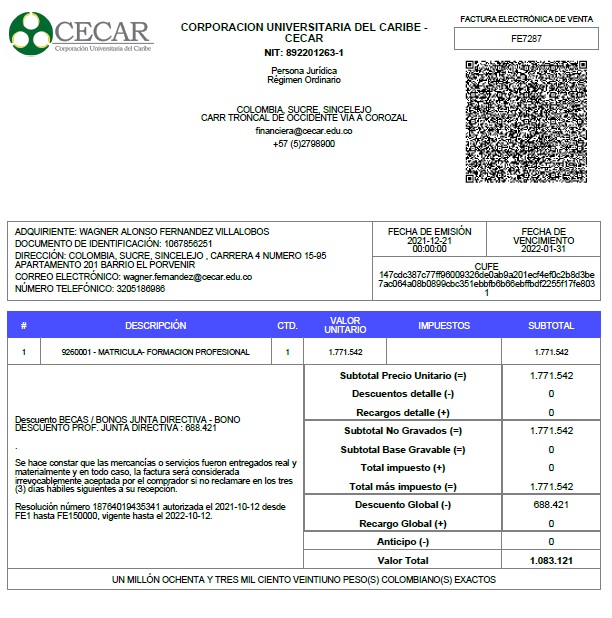 CECAR
Corporación Universitaria del Caribe
CORPORACION UNIVERSITARIA DEL CARIBE -
CECAR
NIT: 892201263-1
Persona Jurídica
Régimen Ordinario
COLOMBIA, SUCRE, SINCELEJO
CARR TRONCAL DE OCCIDENTE VIA A COROZAL
financiera@cecar.edu.co
+57 (5)2798900
FACTURA ELECTRÓNICA DE VENTA
FE7287
ADQUIRIENTE: WAGNER ALONSO FERNANDEZ VILLALOBOS
DOCUMENTO DE IDENTIFICACIÓN: 1067856251
DIRECCIÓN: COLOMBIA, SUCRE, SINCELEJO , CARRERA 4 NUMERO 15-95
APARTAMENTO 201 BARRIO EL PORVENIR
CORREO ELECTRÓNICO: wagner.fernandez@cecar.edu.co
NÚMERO TELEFÓNICO: 3205186986
FECHA DE EMISIÓN
2021-12-21
00:00:00
FECHA DE
VENCIMIENTO
2022-01-31
CUFE
147cdc387c77ff96009326de0ab9a201ecf4ef0c2b8d3be
7ac064a08b0899cbc351ebbfb6b66ebffbdf2255f17fe803
1
# DESCRIPCIÓN CTD. VALOR UNITARIO IMPUESTOS SUBTOTAL
1 9260001 - MATRICULA- FORMACION PROFESIONAL 1 1.771.542 1.771.542
Descuento BECAS / BONOS JUNTA DIRECTIVA - BONO
DESCUENTO PROF. JUNTA DIRECTIVA : 688.421
.
Se hace constar que las mercancías o servicios fueron entregados real y
materialmente y en todo caso, la factura será considerada
irrevocablemente aceptada por el comprador si no reclamare en los tres
(3) días hábiles siguientes a su recepción.
Resolución número 18764019435341 autorizada el 2021-10-12 desde
FE1 hasta FE150000, vigente hasta el 2022-10-12.
Subtotal Precio Unitario (=) 1.771.542
Descuentos detalle (-) 0
Recargos detalle (+) 0
Subtotal No Gravados (=) 1.771.542
Subtotal Base Gravable (=) 0
Total impuesto (+) 0
Total más impuesto (=) 1.771.542
Descuento Global (-) 688.421
Recargo Global (+) 0
Anticipo (-) 0
Valor Total 1.083.121
UN MILLÓN OCHENTA Y TRES MIL CIENTO VEINTIUNO PESO(S) COLOMBIANO(S) EXACTOS